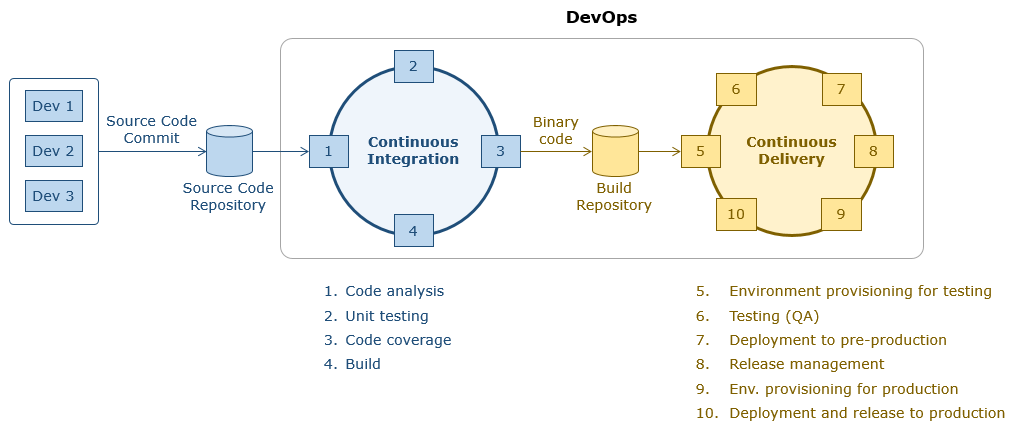 DevOps
Dev 1
Dev 2
Dev 3
Source Code
Commit
Source Code
Repository
1
2
3
4
Continuous
Integration
Binary
code
Build
Repository
5
6
7
8
9
10
Continuous
Delivery
1. Code analysis
2. Unit testing
3. Code coverage
4. Build
5. Environment provisioning for testing
6. Testing (QA)
7. Deployment to pre-production
8. Release management
9. Env. provisioning for production
10. Deployment and release to production